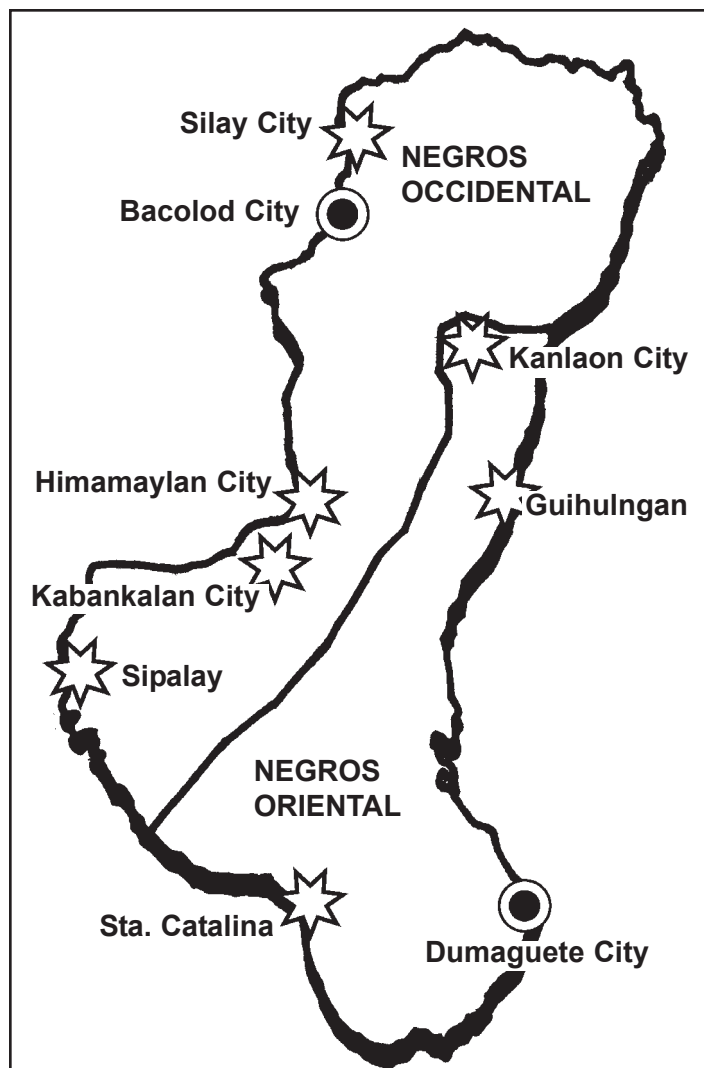 Silay City
NEGROS
OCCIDENTAL
Bacolod City
Kanlaon City
Himamaylan City
Guihulngan
Kabankalan City
Sipalay
NEGROS
ORIENTAL
Sta. Catalina
Dumaguete City